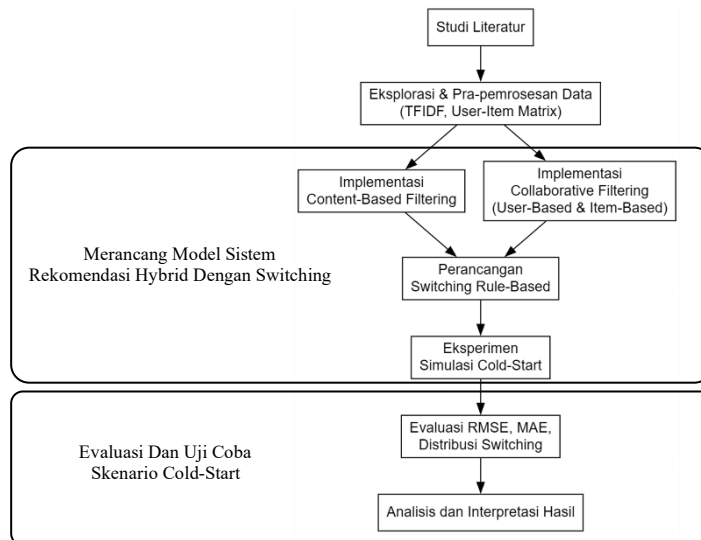 Studi Literatur
Eksplorasi & Pra-pemrosesan Data
(TFIDF, User-Item Matrix)
Implementasi
Content-Based Filtering
Implementasi
Collaborative Filtering
(User-Based & Item-Based)
Merancang Model Sistem
Rekomendasi Hybrid Dengan Switching
Perancangan
Switching Rule-Based
Eksperimen
Simulasi Cold-Start
Evaluasi RMSE, MAE,
Distribusi Switching
Evaluasi Dan Uji Coba
Skenario Cold-Start
Analisis dan Interpretasi Hasil